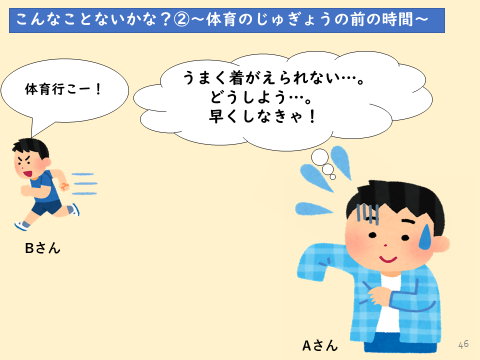 こんなことないかな？②～体育のじゅぎょうの前の時間～
体育行こー！
うまく着がえられない…。
どうしよう…。
早くしなきゃ！
Bさん
Aさん
46